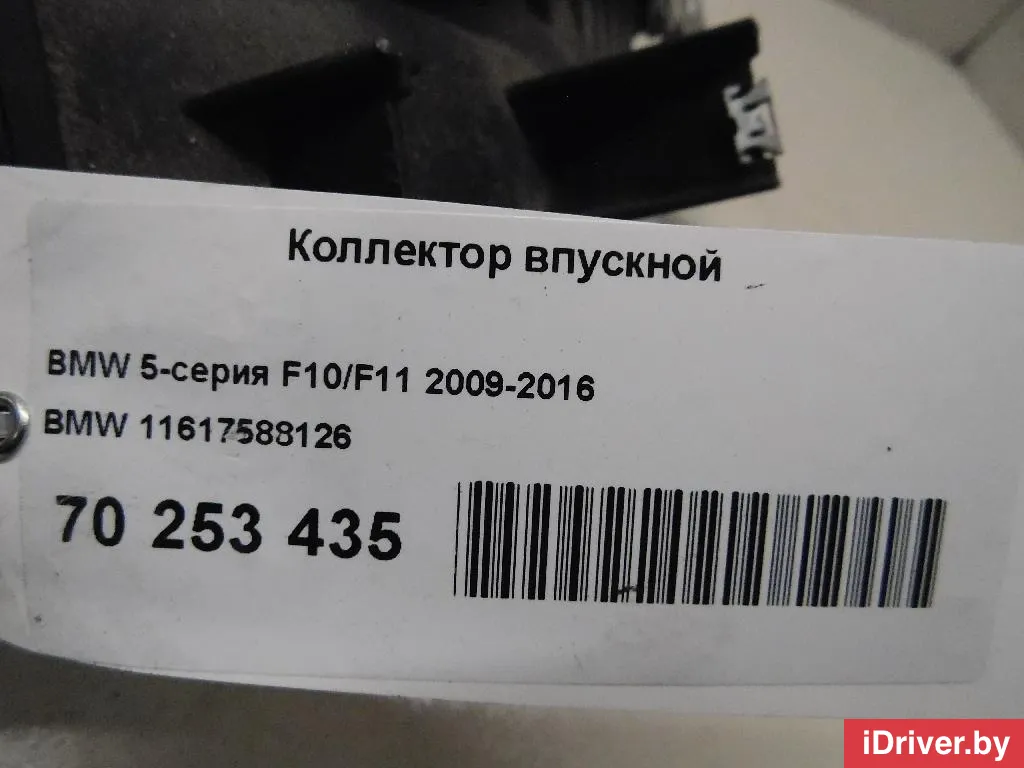 Коллектор впускной
BMW 5-серия F10/F11 2009-2016
BMW 11617588126
70 253 435
iDriver.by